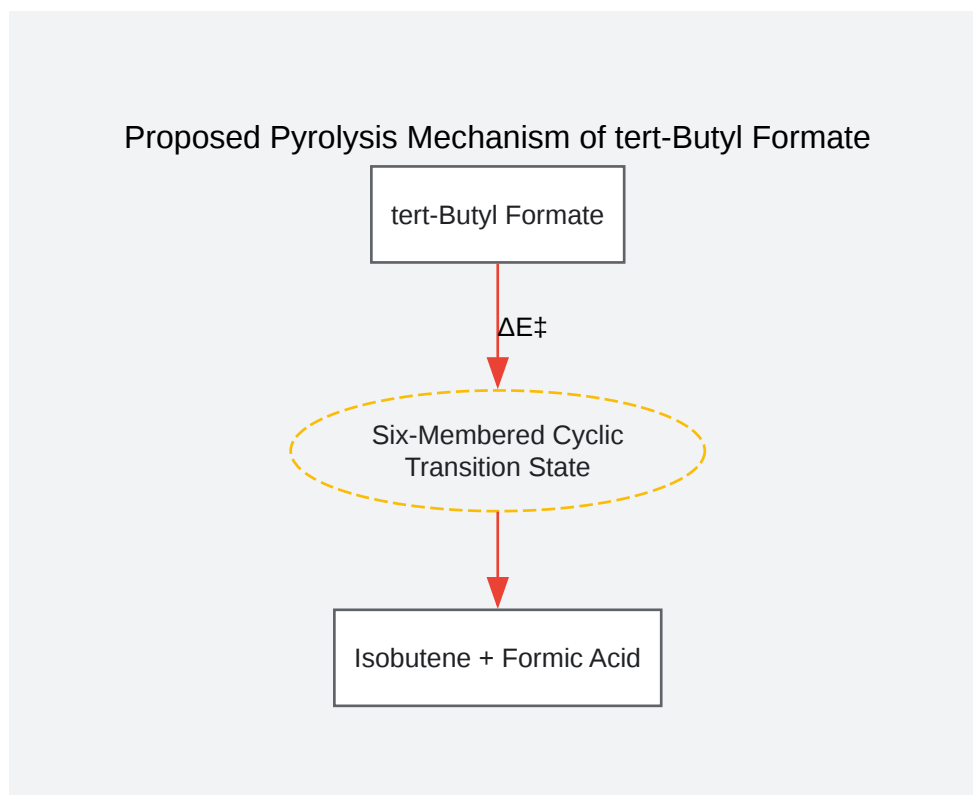 Proposed Pyrolysis Mechanism of tert-Butyl Formate
tert-Butyl Formate
ΔE‡
Six-Membered Cyclic
Transition State
Isobutene + Formic Acid